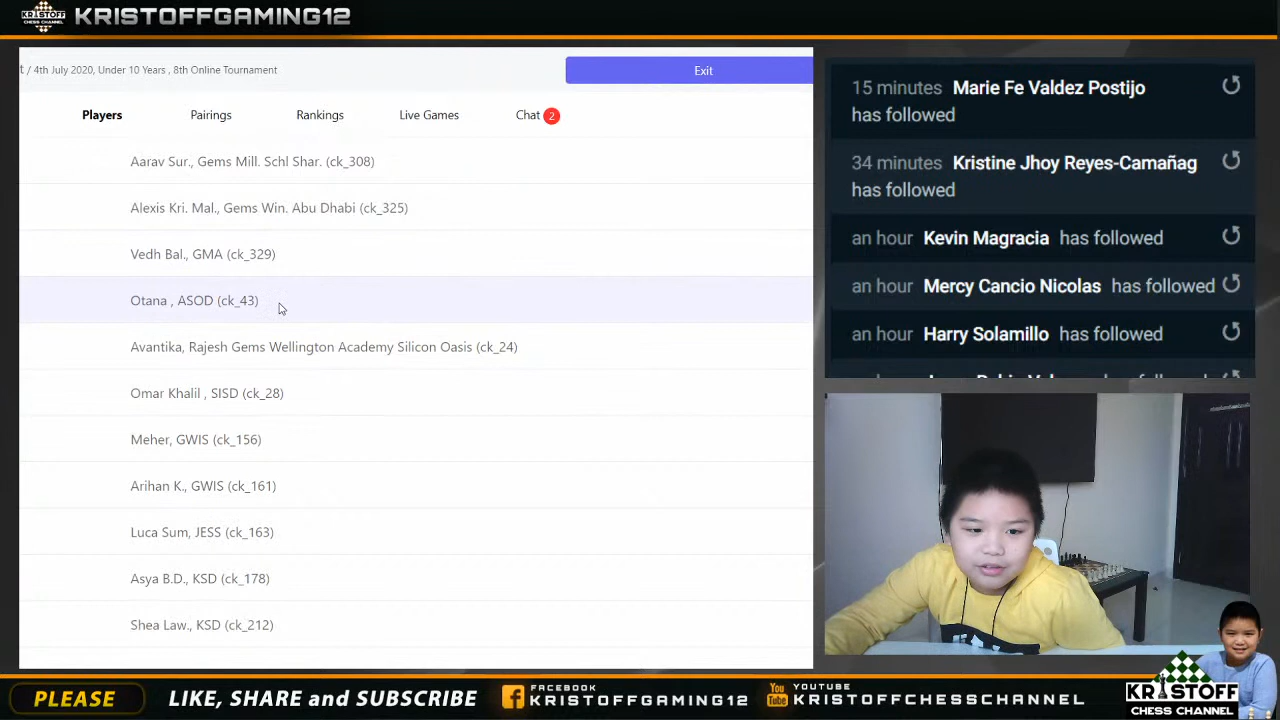 KRISTOFF
CHESS CHANNEL
KRISTOFFGAMING12
t / 4th July 2020, Under 10 Years , 8th Online Tournament
Exit
Players
Pairings
Rankings
Live Games
Chat 2
Aarav Sur., Gems Mill. Schl Shar. (ck_308)
Alexis Kri. Mal., Gems Win. Abu Dhabi (ck_325)
Vedh Bal., GMA (ck_329)
Otana , ASOD (ck_43)
Avantika, Rajesh Gems Wellington Academy Silicon Oasis (ck_24)
Omar Khalil , SISD (ck_28)
Meher, GWIS (ck_156)
Arihan K., GWIS (ck_161)
Luca Sum, JESS (ck_163)
Asya B.D., KSD (ck_178)
Shea Law., KSD (ck_212)
15 minutes Marie Fe Valdez Postijo
has followed
34 minutes Kristine Jhoy Reyes-Camañag
has followed
an hour Kevin Magracia has followed
an hour Mercy Cancio Nicolas has followed
an hour Harry Solamillo has followed
PLEASE
LIKE, SHARE and SUBSCRIBE
FACEBOOK
KRISTOFFGAMING12
You
Tube
YOUTUBE
KRISTOFFCHESSCHANNEL
KRISTOFF
CHESS CHANNEL